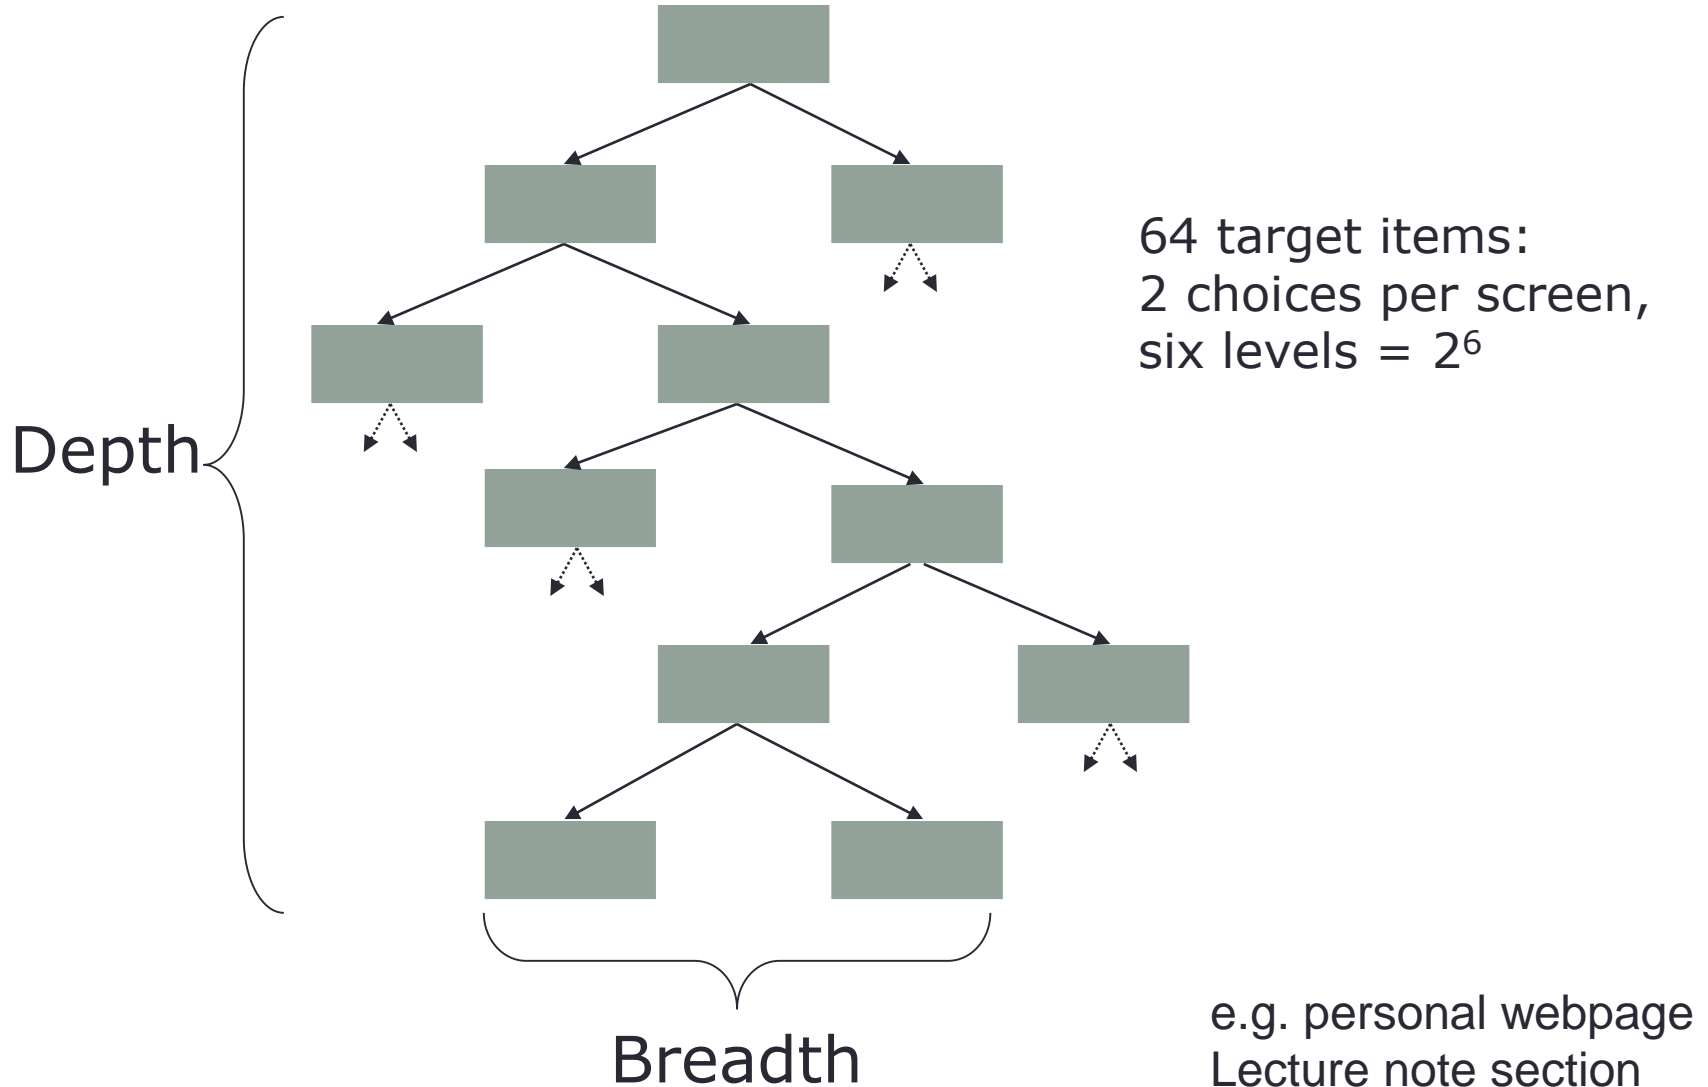 64 target items:
2 choices per screen,
six levels = 2⁶
Depth
Breadth
e.g. personal webpage
Lecture note section